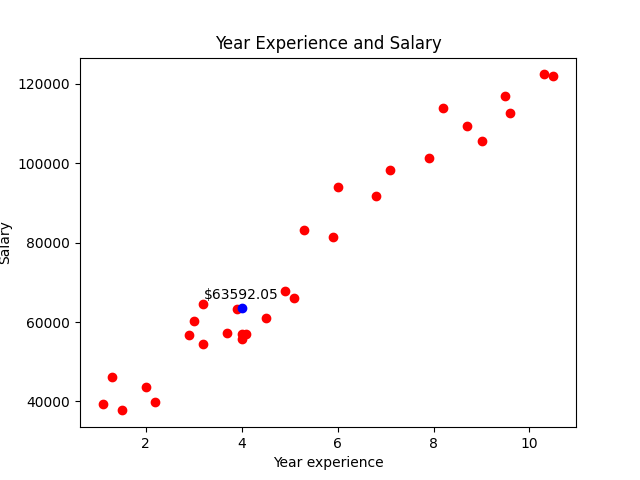 Year Experience and Salary
120000
100000
80000
60000
40000
Salary
$63592.05
2 4 6 8 10
Year experience